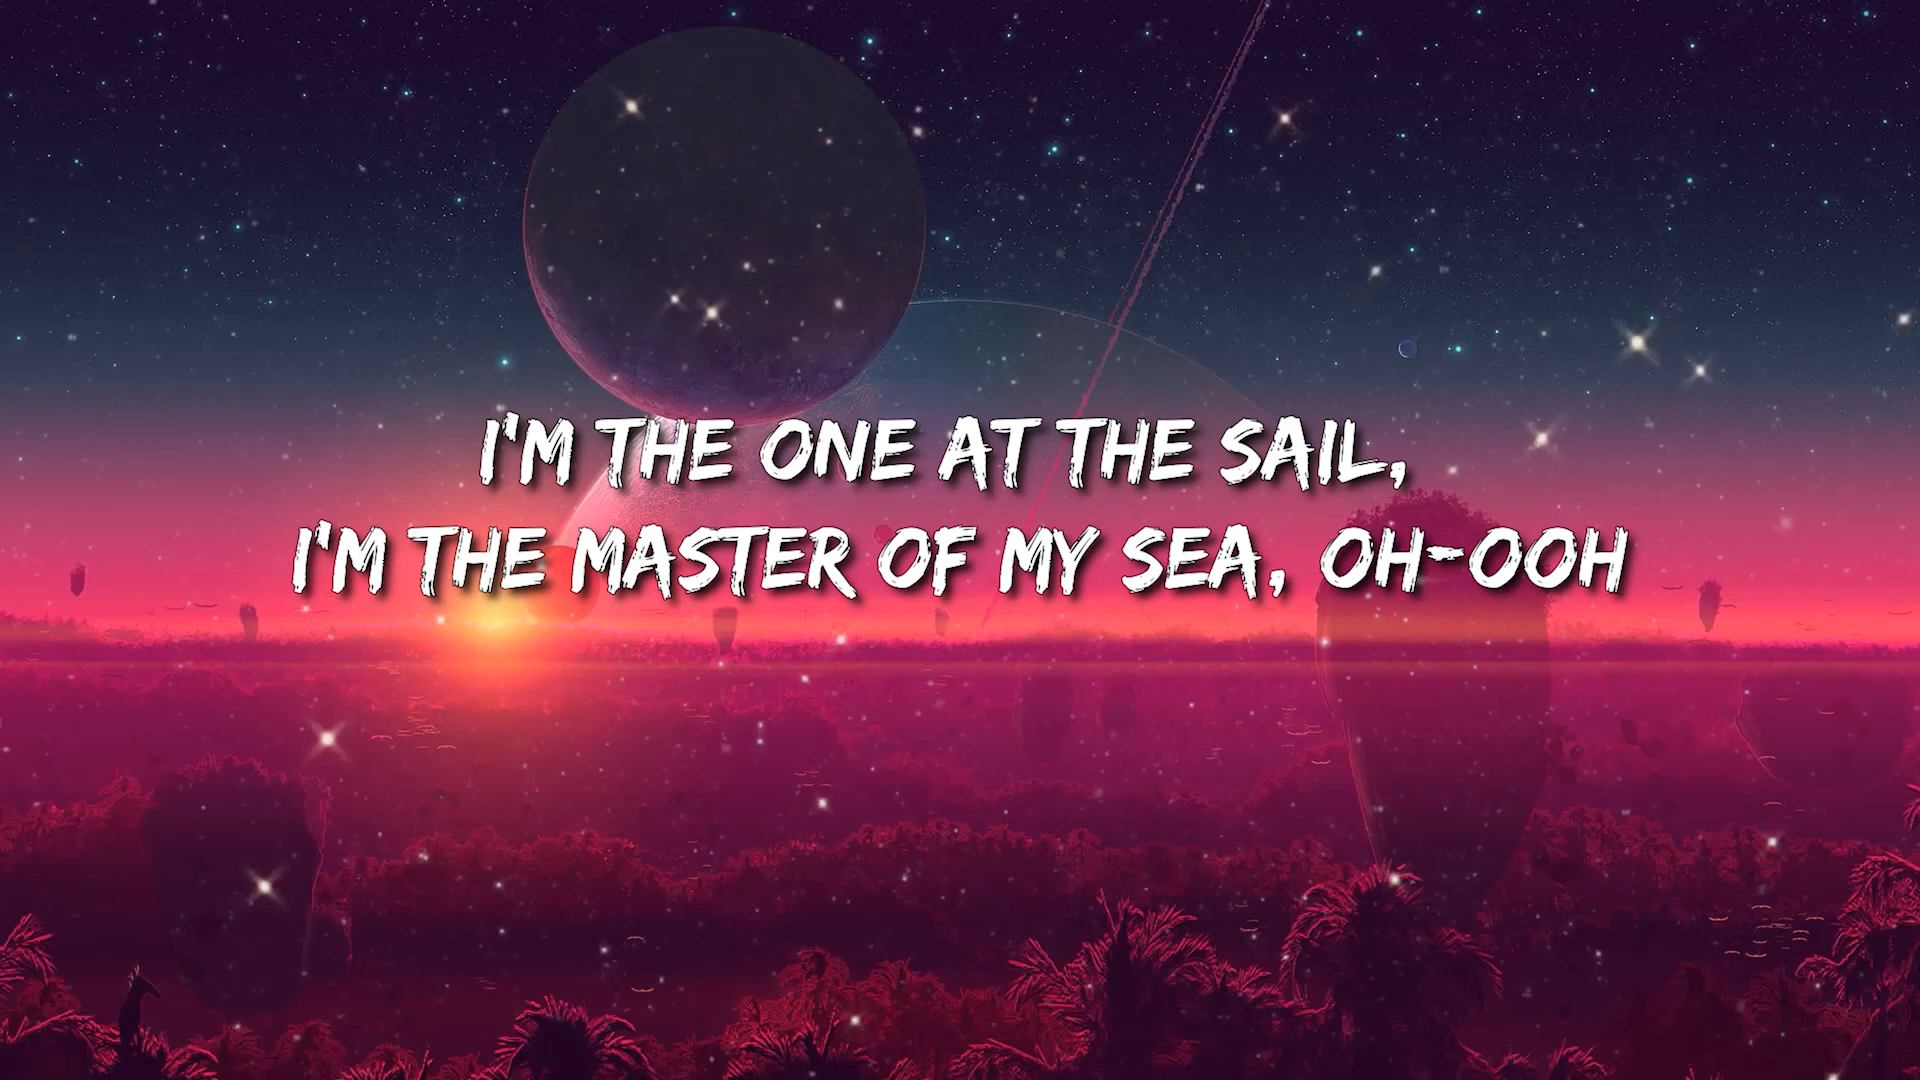 I'M THE ONE AT THE SAIL,
I'M THE MASTER OF MY SEA, OH-OOH